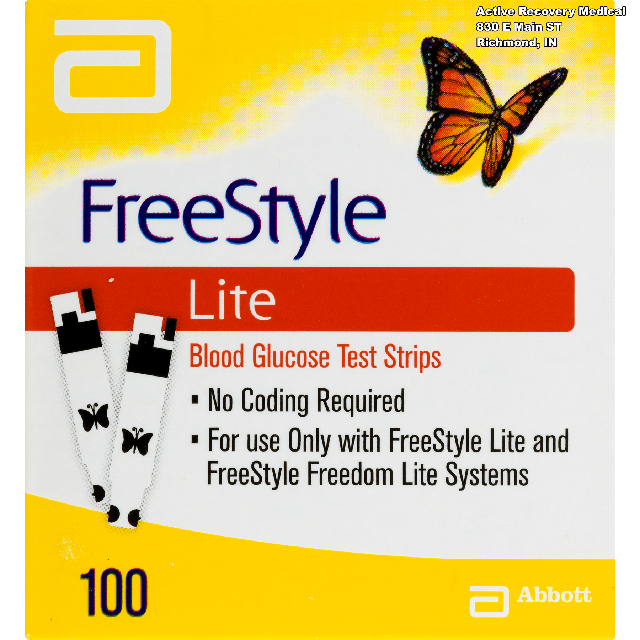 Active Recovery Medical
830 E Main ST
Richmond, IN
FreeStyle
Lite
Blood Glucose Test Strips
▪ No Coding Required
▪ For use Only with FreeStyle Lite and
FreeStyle Freedom Lite Systems
100
Abbott